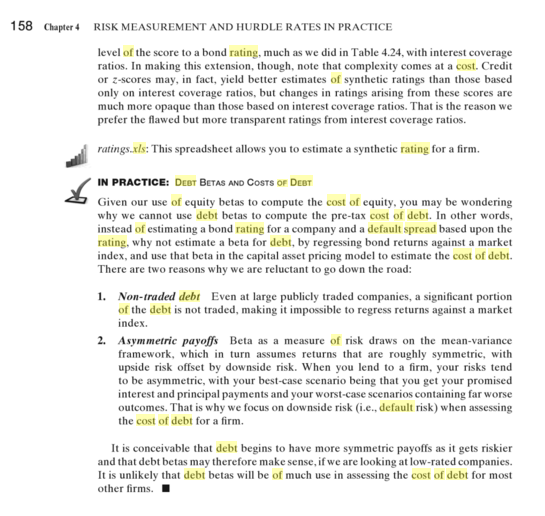 158 Chapter 4 RISK MEASUREMENT AND HURDLE RATES IN PRACTICE
level of the score to a bond rating, much as we did in Table 4.24, with interest coverage
ratios. In making this extension, though, note that complexity comes at a cost. Credit
or z-scores may, in fact, yield better estimates of synthetic ratings than those based
only on interest coverage ratios, but changes in ratings arising from these scores are
much more opaque than those based on interest coverage ratios. That is the reason we
prefer the flawed but more transparent ratings from interest coverage ratios.
ratings.xls: This spreadsheet allows you to estimate a synthetic rating for a firm.
IN PRACTICE: DEBT BETAS AND COSTS OF DEBT
Given our use of equity betas to compute the cost of equity, you may be wondering
why we cannot use debt betas to compute the pre-tax cost of debt. In other words,
instead of estimating a bond rating for a company and a default spread based upon the
rating, why not estimate a beta for debt, by regressing bond returns against a market
index, and use that beta in the capital asset pricing model to estimate the cost of debt.
There are two reasons why we are reluctant to go down the road:
1. Non-traded debt Even at large publicly traded companies, a significant portion
of the debt is not traded, making it impossible to regress returns against a market
index.
2. Asymmetric payoffs Beta as a measure of risk draws on the mean-variance
framework, which in turn assumes returns that are roughly symmetric, with
upside risk offset by downside risk. When you lend to a firm, your risks tend
to be asymmetric, with your best-case scenario being that you get your promised
interest and principal payments and your worst-case scenarios containing far worse
outcomes. That is why we focus on downside risk (i.e., default risk) when assessing
the cost of debt for a firm.
It is conceivable that debt begins to have more symmetric payoffs as it gets riskier
and that debt betas may therefore make sense, if we are looking at low-rated companies.
It is unlikely that debt betas will be of much use in assessing the cost of debt for most
other firms. ■